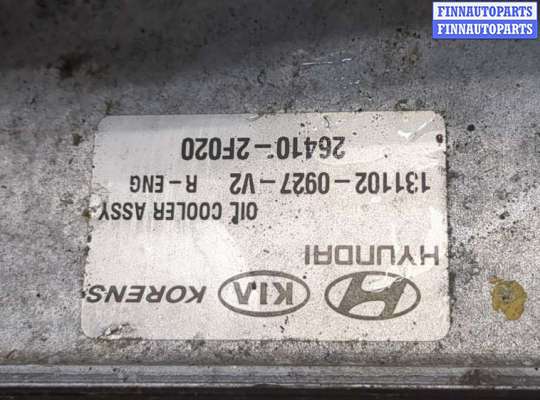 FINNAUTOPARTS
FINNAUTOPARTS
HYUNDAI KIA KORENS
OIL COOLER ASSY
131102-0927-V2 R-ENG
26410-2F020